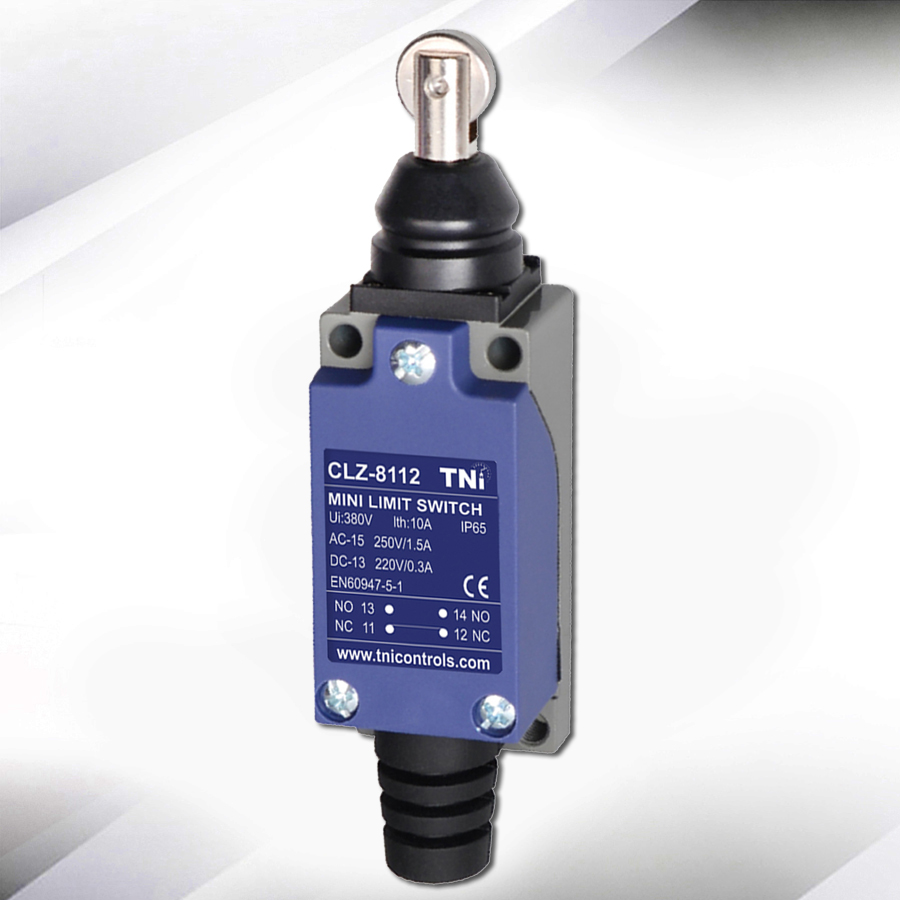 CLZ-8112 TNi
MINI LIMIT SWITCH
Ui:380V Ith:10A IP65
AC-15 250V/1.5A
DC-13 220V/0.3A
EN60947-5-1 CE
NO 13 14 NO
NC 11 12 NC
www.tnicontrols.com